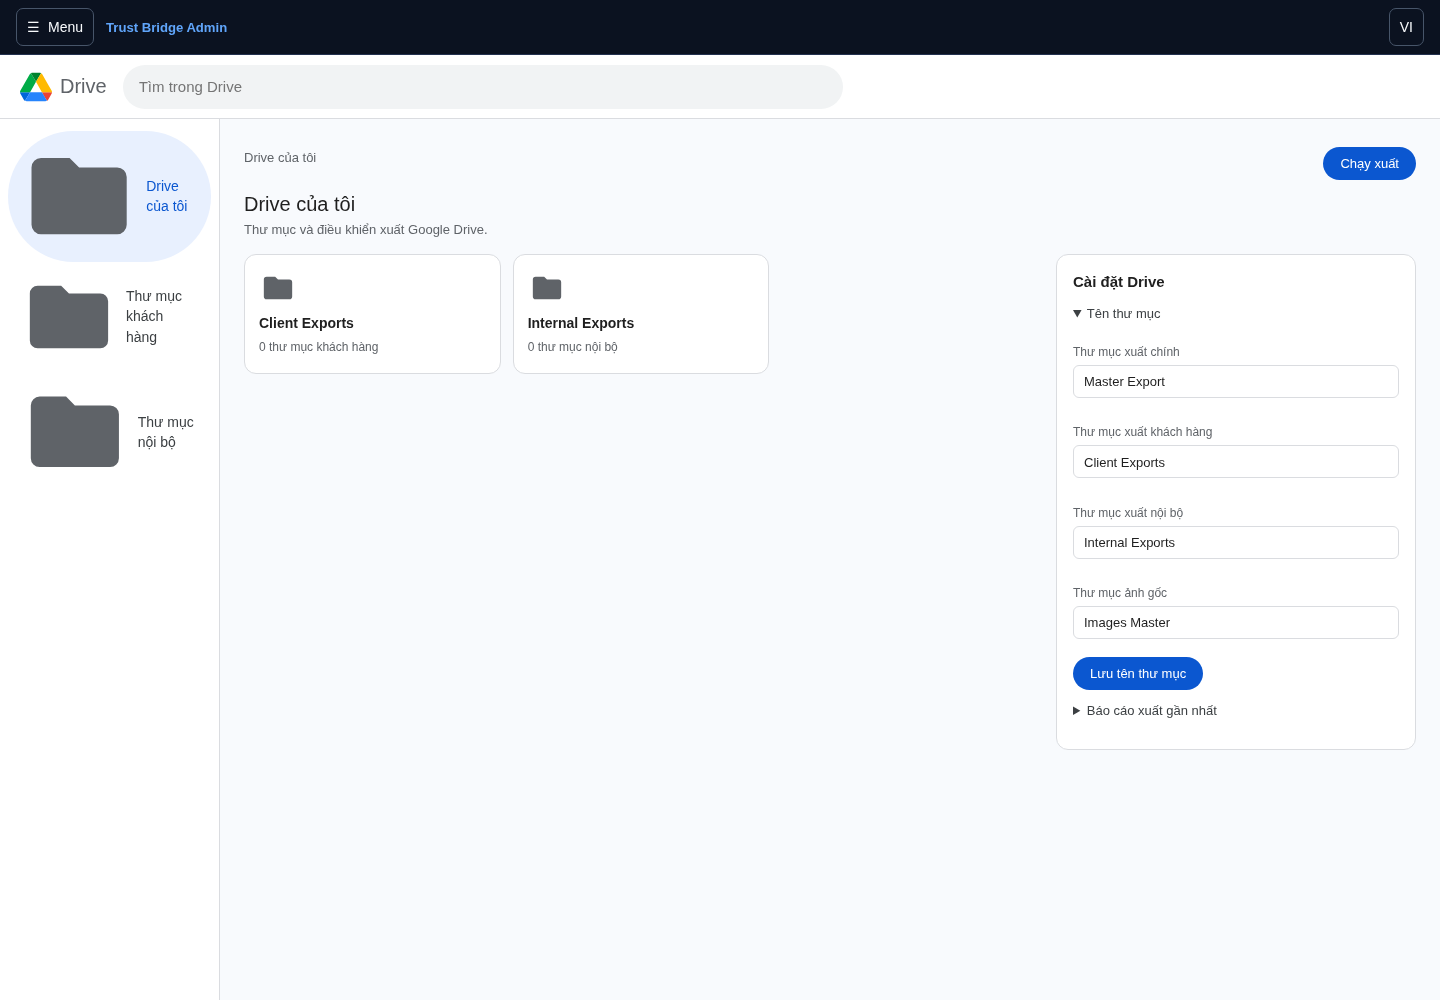 ☰ Menu
Trust Bridge Admin
VI
Drive
Tìm trong Drive
Drive
của tôi
Thư mục
khách
hàng
Thư mục
nội bộ
Drive của tôi
Chạy xuất
Drive của tôi
Thư mục và điều khiển xuất Google Drive.
Client Exports
0 thư mục khách hàng
Internal Exports
0 thư mục nội bộ
Cài đặt Drive
▼ Tên thư mục
Thư mục xuất chính
Master Export
Thư mục xuất khách hàng
Client Exports
Thư mục xuất nội bộ
Internal Exports
Thư mục ảnh gốc
Images Master
Lưu tên thư mục
▶ Báo cáo xuất gần nhất